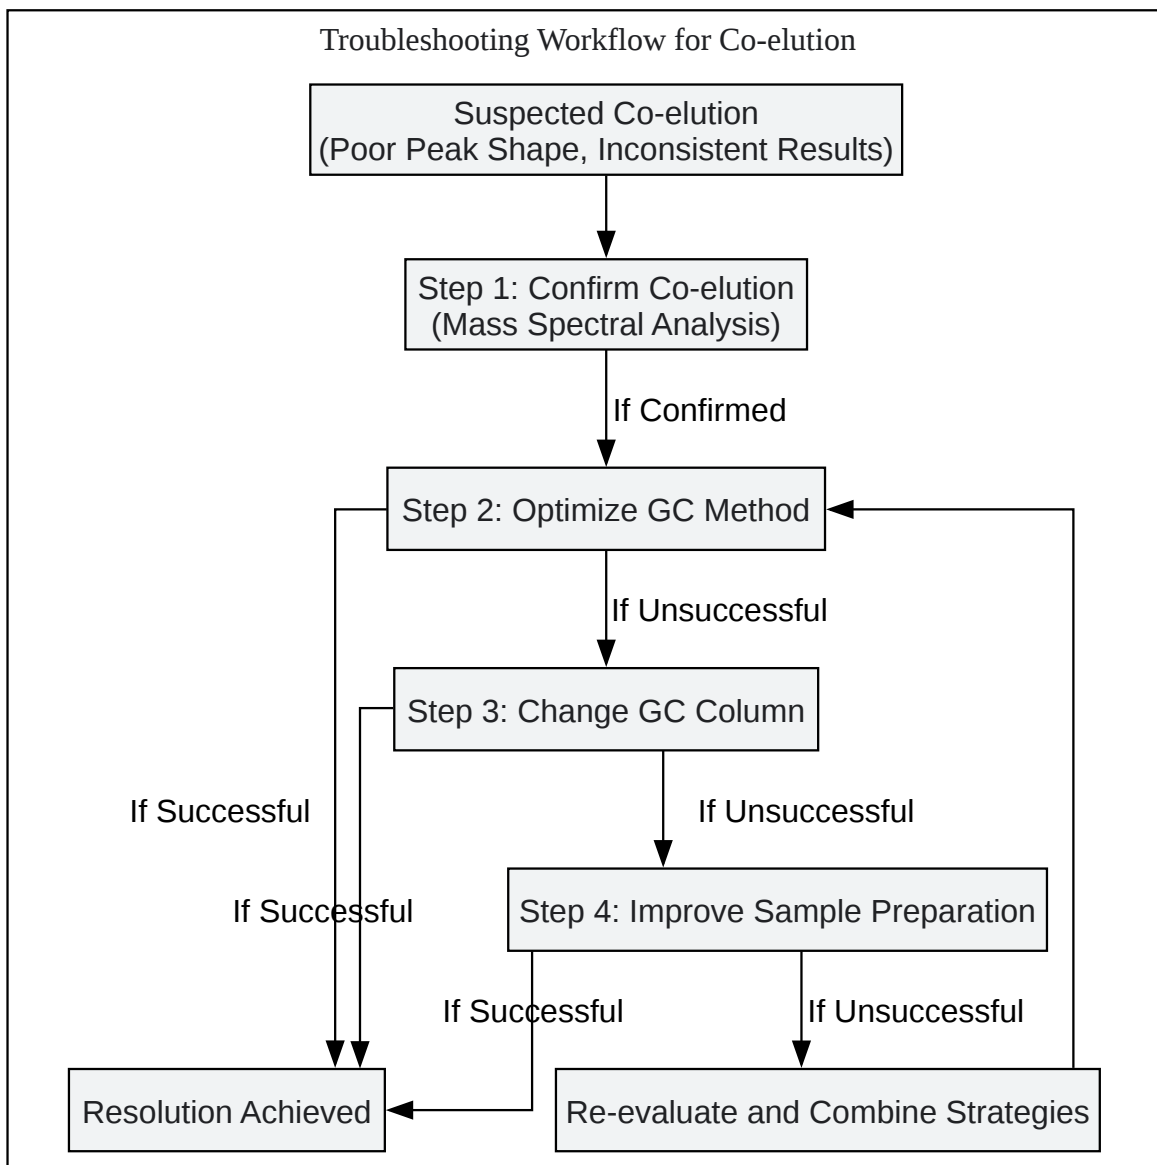 Troubleshooting Workflow for Co-elution
Suspected Co-elution
(Poor Peak Shape, Inconsistent Results)
Step 1: Confirm Co-elution
(Mass Spectral Analysis)
If Confirmed
Step 2: Optimize GC Method
If Unsuccessful
Step 3: Change GC Column
If Successful
If Unsuccessful
If Successful
Step 4: Improve Sample Preparation
If Successful
If Unsuccessful
Resolution Achieved
Re-evaluate and Combine Strategies